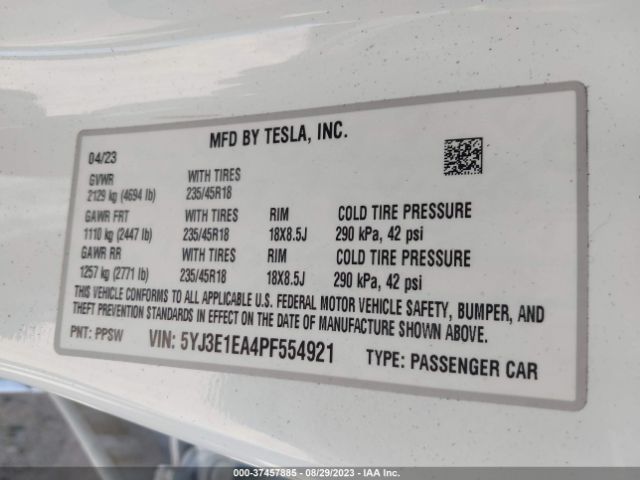 MFD BY TESLA, INC.
04/23
GVWR WITH TIRES
2129 kg (4694 lb) 235/45R18
GAWR FRT WITH TIRES RIM COLD TIRE PRESSURE
1110 kg (2447 lb) 235/45R18 18X8.5J 290 kPa, 42 psi
GAWR RR WITH TIRES RIM COLD TIRE PRESSURE
1257 kg (2771 lb) 235/45R18 18X8.5J 290 kPa, 42 psi
THIS VEHICLE CONFORMS TO ALL APPLICABLE U.S. FEDERAL MOTOR VEHICLE SAFETY, BUMPER, AND
THEFT PREVENTION STANDARDS IN EFFECT ON THE DATE OF MANUFACTURE SHOWN ABOVE.
PNT: PPSW VIN: 5YJ3E1EA4PF554921 TYPE: PASSENGER CAR
000-37457885 - 08/29/2023 - IAA Inc.